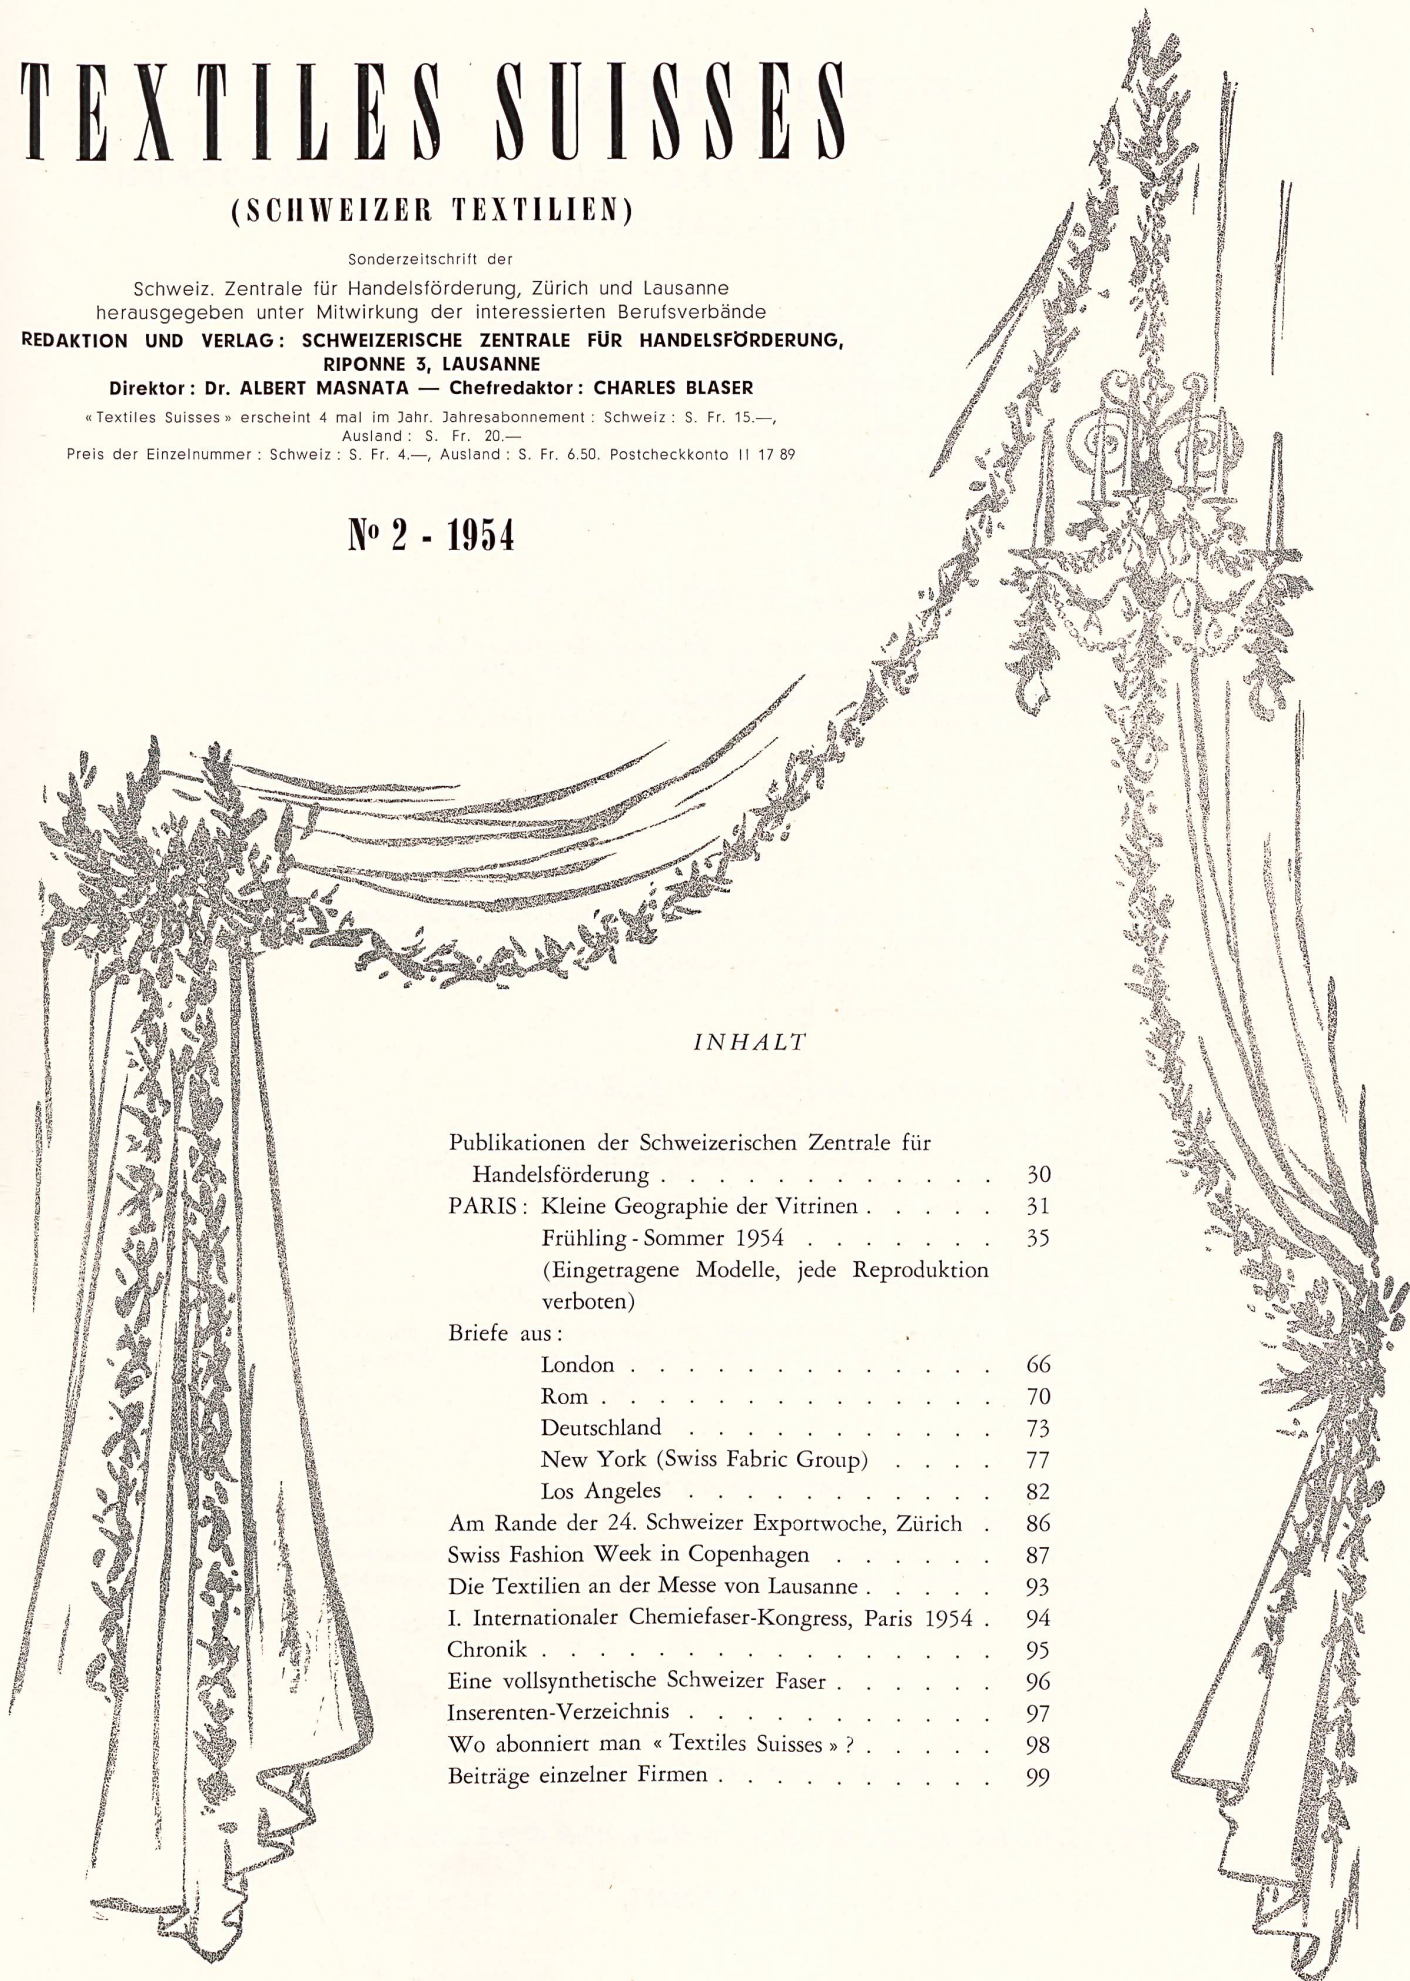 TEXTILES SUISSES
(SCHWEIZER TEXTILIEN)
Sonderzeitschrift der
Schweiz. Zentrale für Handelsförderung, Zürich und Lausanne
herausgegeben unter Mitwirkung der interessierten Berufsverbände
REDAKTION UND VERLAG: SCHWEIZERISCHE ZENTRALE FÜR HANDELSFÖRDERUNG,
RIPONNE 3, LAUSANNE
Direktor: Dr. ALBERT MASNATA — Chefredaktor: CHARLES BLASER
«Textiles Suisses» erscheint 4 mal im Jahr. Jahresabonnement: Schweiz: S. Fr. 15.—,
Ausland: S. Fr. 20.—
Preis der Einzelnummer: Schweiz: S. Fr. 4.—, Ausland: S. Fr. 6.50. Postcheckkonto II 17 89
Nº 2 - 1954
INHALT
Publikationen der Schweizerischen Zentrale für
Handelsförderung . . . . . . . . . . . . 30
PARIS: Kleine Geographie der Vitrinen . . . . . 31
Frühling-Sommer 1954 . . . . . . . 35
(Eingetragene Modelle, jede Reproduktion
verboten)
Briefe aus:
London . . . . . . . . . . . . . 66
Rom . . . . . . . . . . . . . . 70
Deutschland . . . . . . . . . . . 73
New York (Swiss Fabric Group) . . . . 77
Los Angeles . . . . . . . . . . . 82
Am Rande der 24. Schweizer Exportwoche, Zürich . 86
Swiss Fashion Week in Copenhagen . . . . . . 87
Die Textilien an der Messe von Lausanne . . . . . 93
I. Internationaler Chemiefaser-Kongress, Paris 1954 . 94
Chronik . . . . . . . . . . . . . . . . 95
Eine vollsynthetische Schweizer Faser . . . . . . 96
Inserenten-Verzeichnis . . . . . . . . . . . 97
Wo abonniert man «Textiles Suisses»? . . . . . 98
Beiträge einzelner Firmen . . . . . . . . . . 99